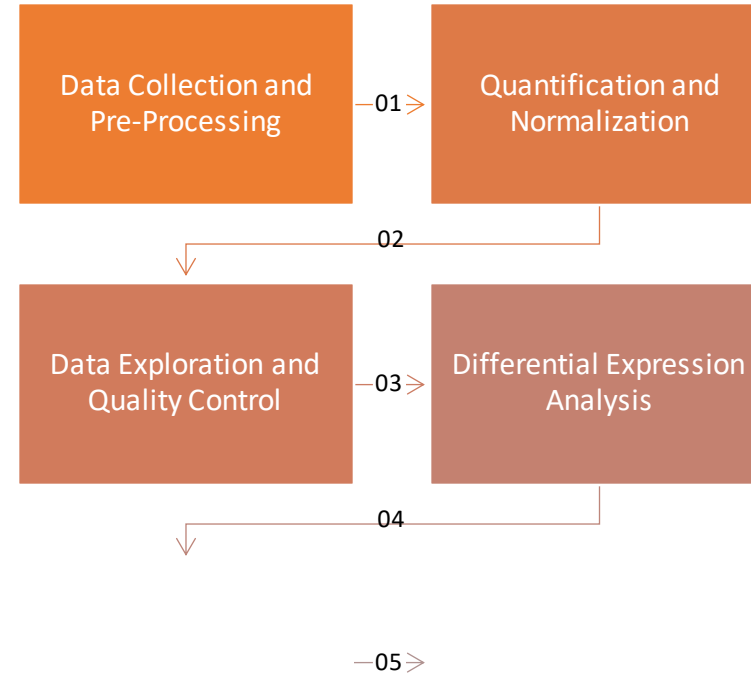 Data Collection and
Pre-Processing
01
Quantification and
Normalization
02
Data Exploration and
Quality Control
03
Differential Expression
Analysis
04
05